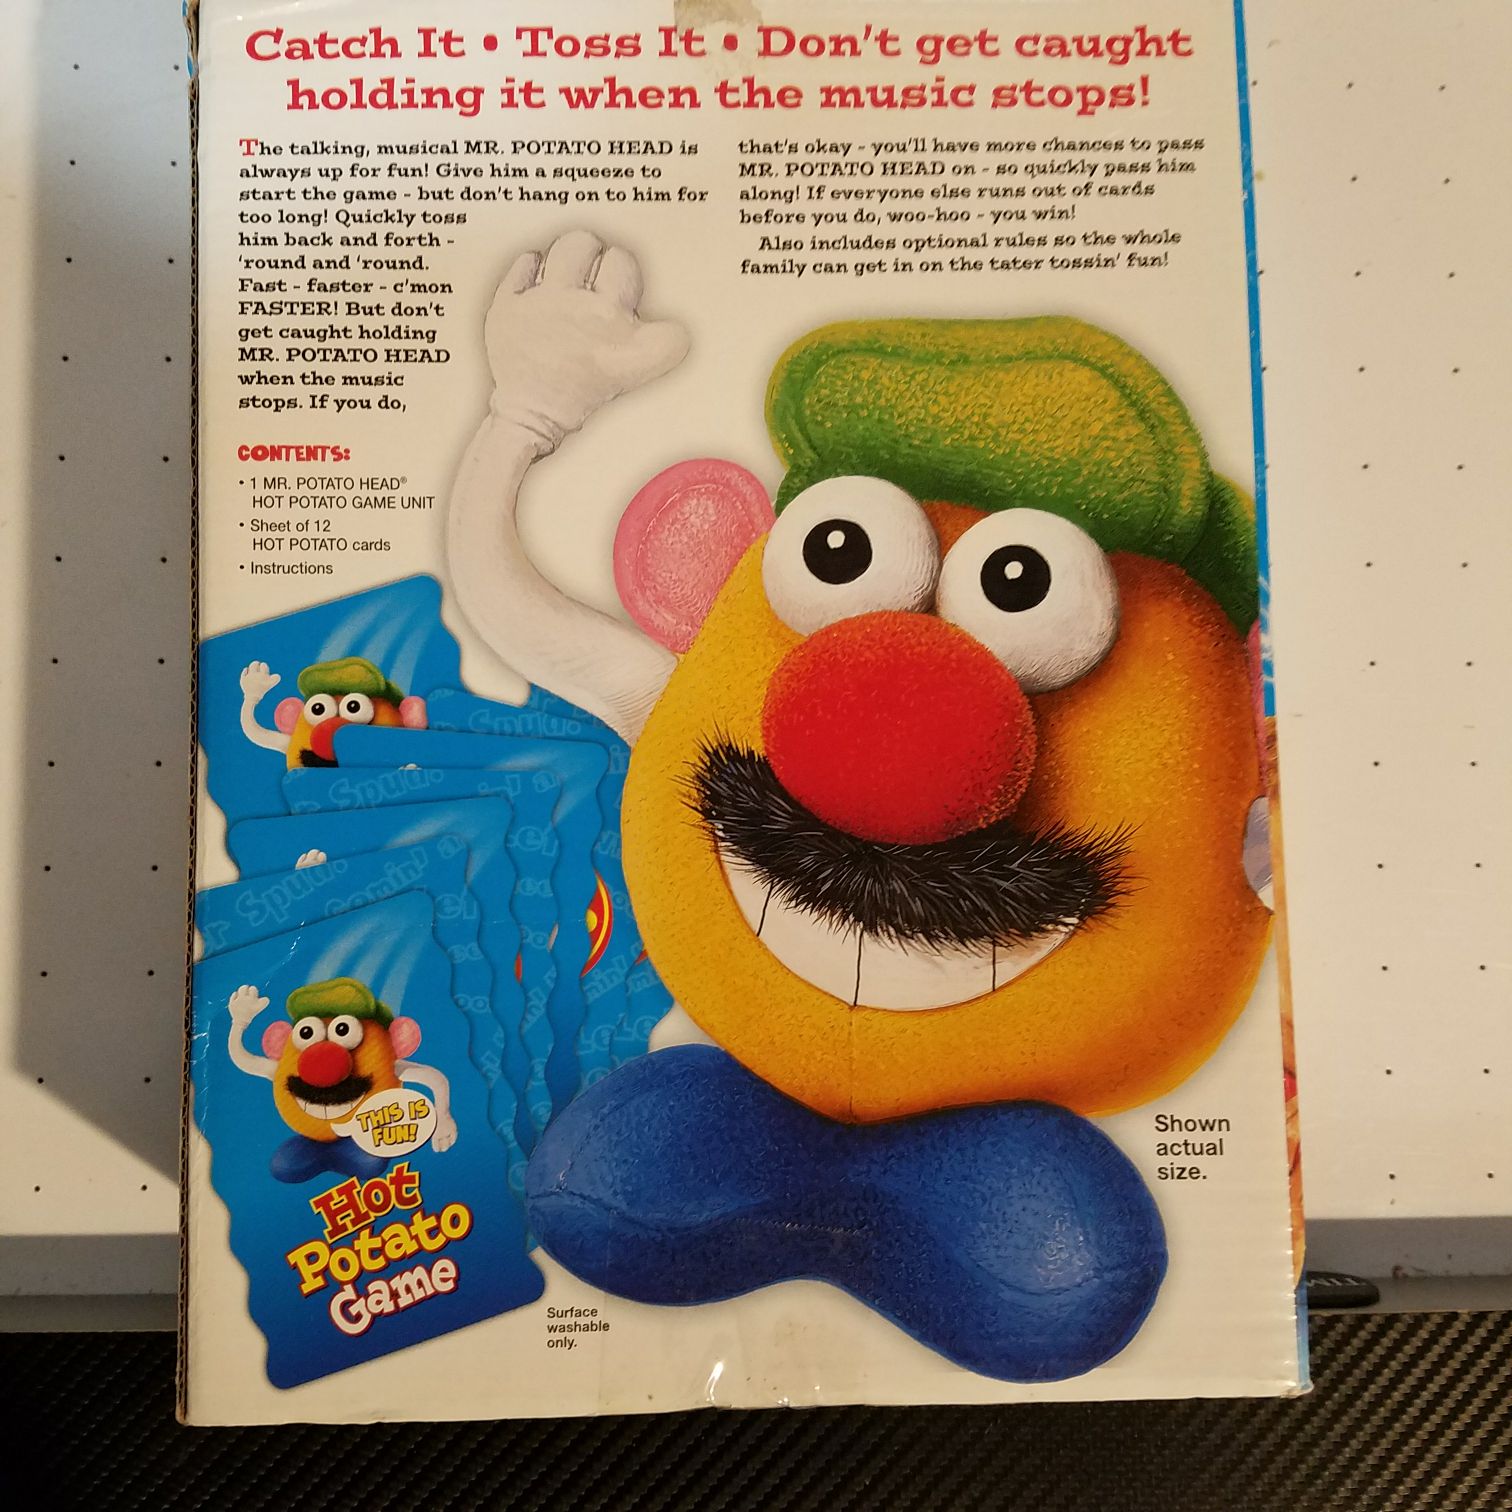 Catch It • Toss It • Don't get caught
holding it when the music stops!
The talking, musical MR. POTATO HEAD is
always up for fun! Give him a squeeze to
start the game - but don't hang on to him for
too long! Quickly toss
him back and forth -
'round and 'round.
Fast - faster - c'mon
FASTER! But don't
get caught holding
MR. POTATO HEAD
when the music
stops. If you do,
that's okay - you'll have more chances to pass
MR. POTATO HEAD on - so quickly pass him
along! If everyone else runs out of cards
before you do, woo-hoo - you win!
Also includes optional rules so the whole
family can get in on the tater tossin' fun!
CONTENTS:
• 1 MR. POTATO HEAD®
HOT POTATO GAME UNIT
• Sheet of 12
HOT POTATO cards
• Instructions
Spud.
Spud.
Spud.
comin'
THIS IS
FUN!
Hot
Potato
Game
Surface
washable
only.
Shown
actual
size.